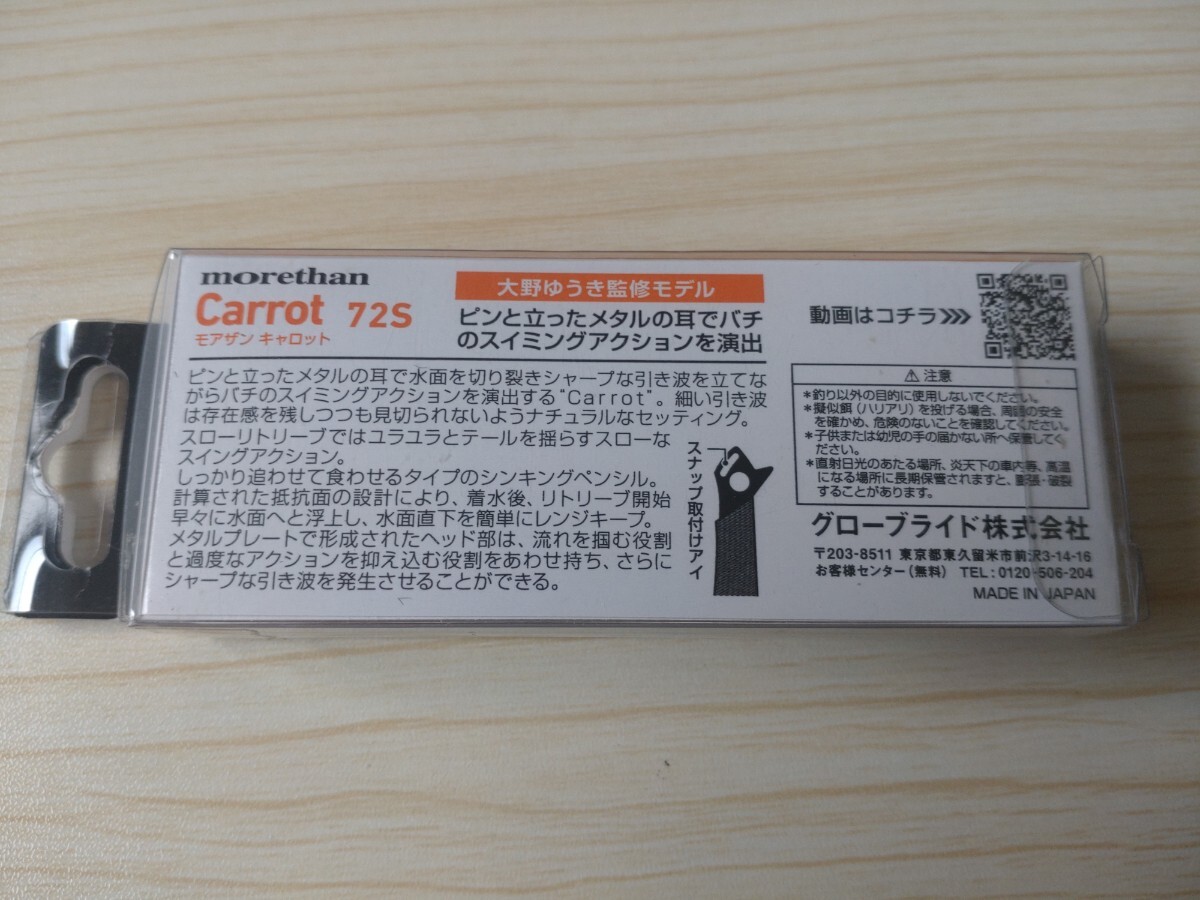 morethan
Carrot 72S
モアザン キャロット
大野ゆうき監修モデル
ピンと立ったメタルの耳でバチ
のスイミングアクションを演出
動画はコチラ
ピンと立ったメタルの耳で水面を切り裂きシャープな引き波を立てな
がらバチのスイミングアクションを演出する"Carrot"。細い引き波
は存在感を残しつつも見切られないようナチュラルなセッティング。
スローリトリーブではユラユラとテールを揺らすスローな
スイングアクション。
しっかり追わせて食わせるタイプのシンキングペンシル。
計算された抵抗面の設計により、着水後、リトリーブ開始
早々に水面へと浮上し、水面直下を簡単にレンジキープ。
メタルプレートで形成されたヘッド部は、流れを掴む役割
と過度なアクションを抑え込む役割をあわせ持ち、さらに
シャープな引き波を発生させることができる。
スナップ取付けアイ
⚠注意
*釣り以外の目的に使用しないでください。
*擬似餌(ハリアリ)を投げる場合、周囲の安全
を確かめ、危険のないことを確認してください。
*子供または幼児の手の届かない所へ保管してく
ださい。
*直射日光のあたる場所、炎天下の車内等、高温
になる場所に長期保管されますと、膨張・破裂
することがあります。
グローブライド株式会社
〒203-8511 東京都東久留米市前沢3-14-16
お客様センター(無料) TEL:0120-506-204
MADE IN JAPAN